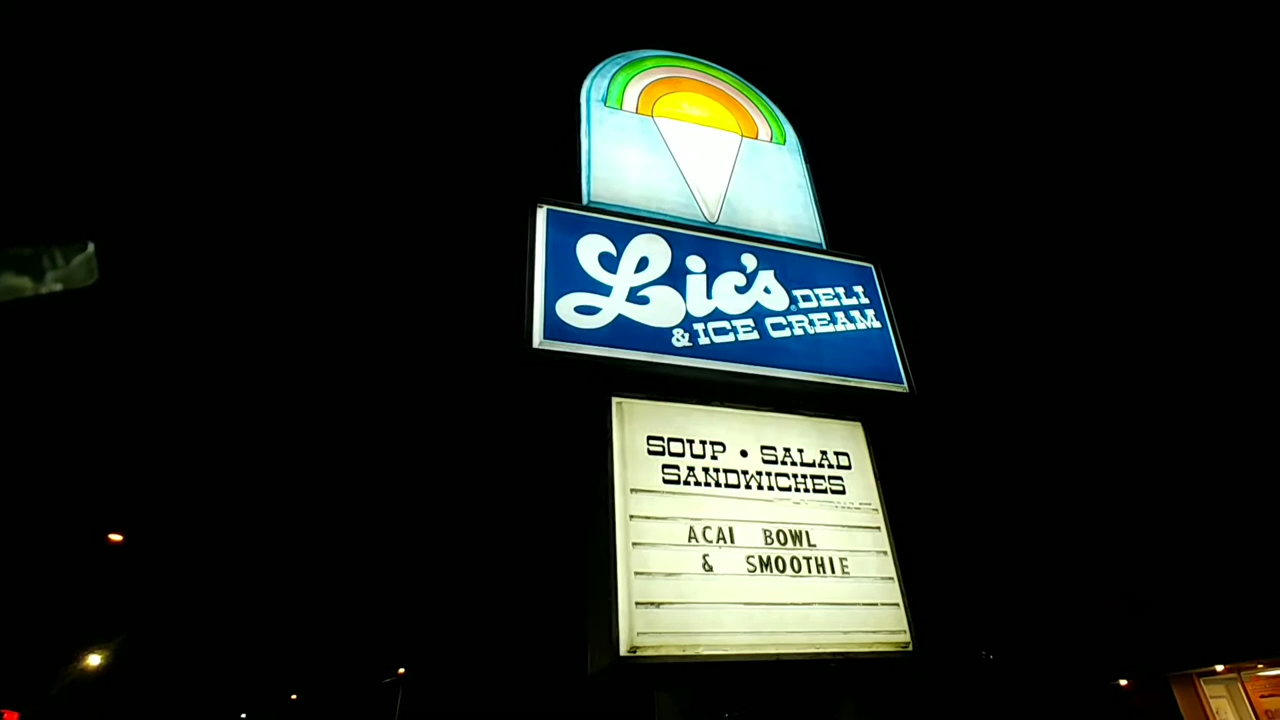 Lic's DELI
& ICE CREAM
SOUP • SALAD
SANDWICHES
ACAI BOWL
& SMOOTHIE